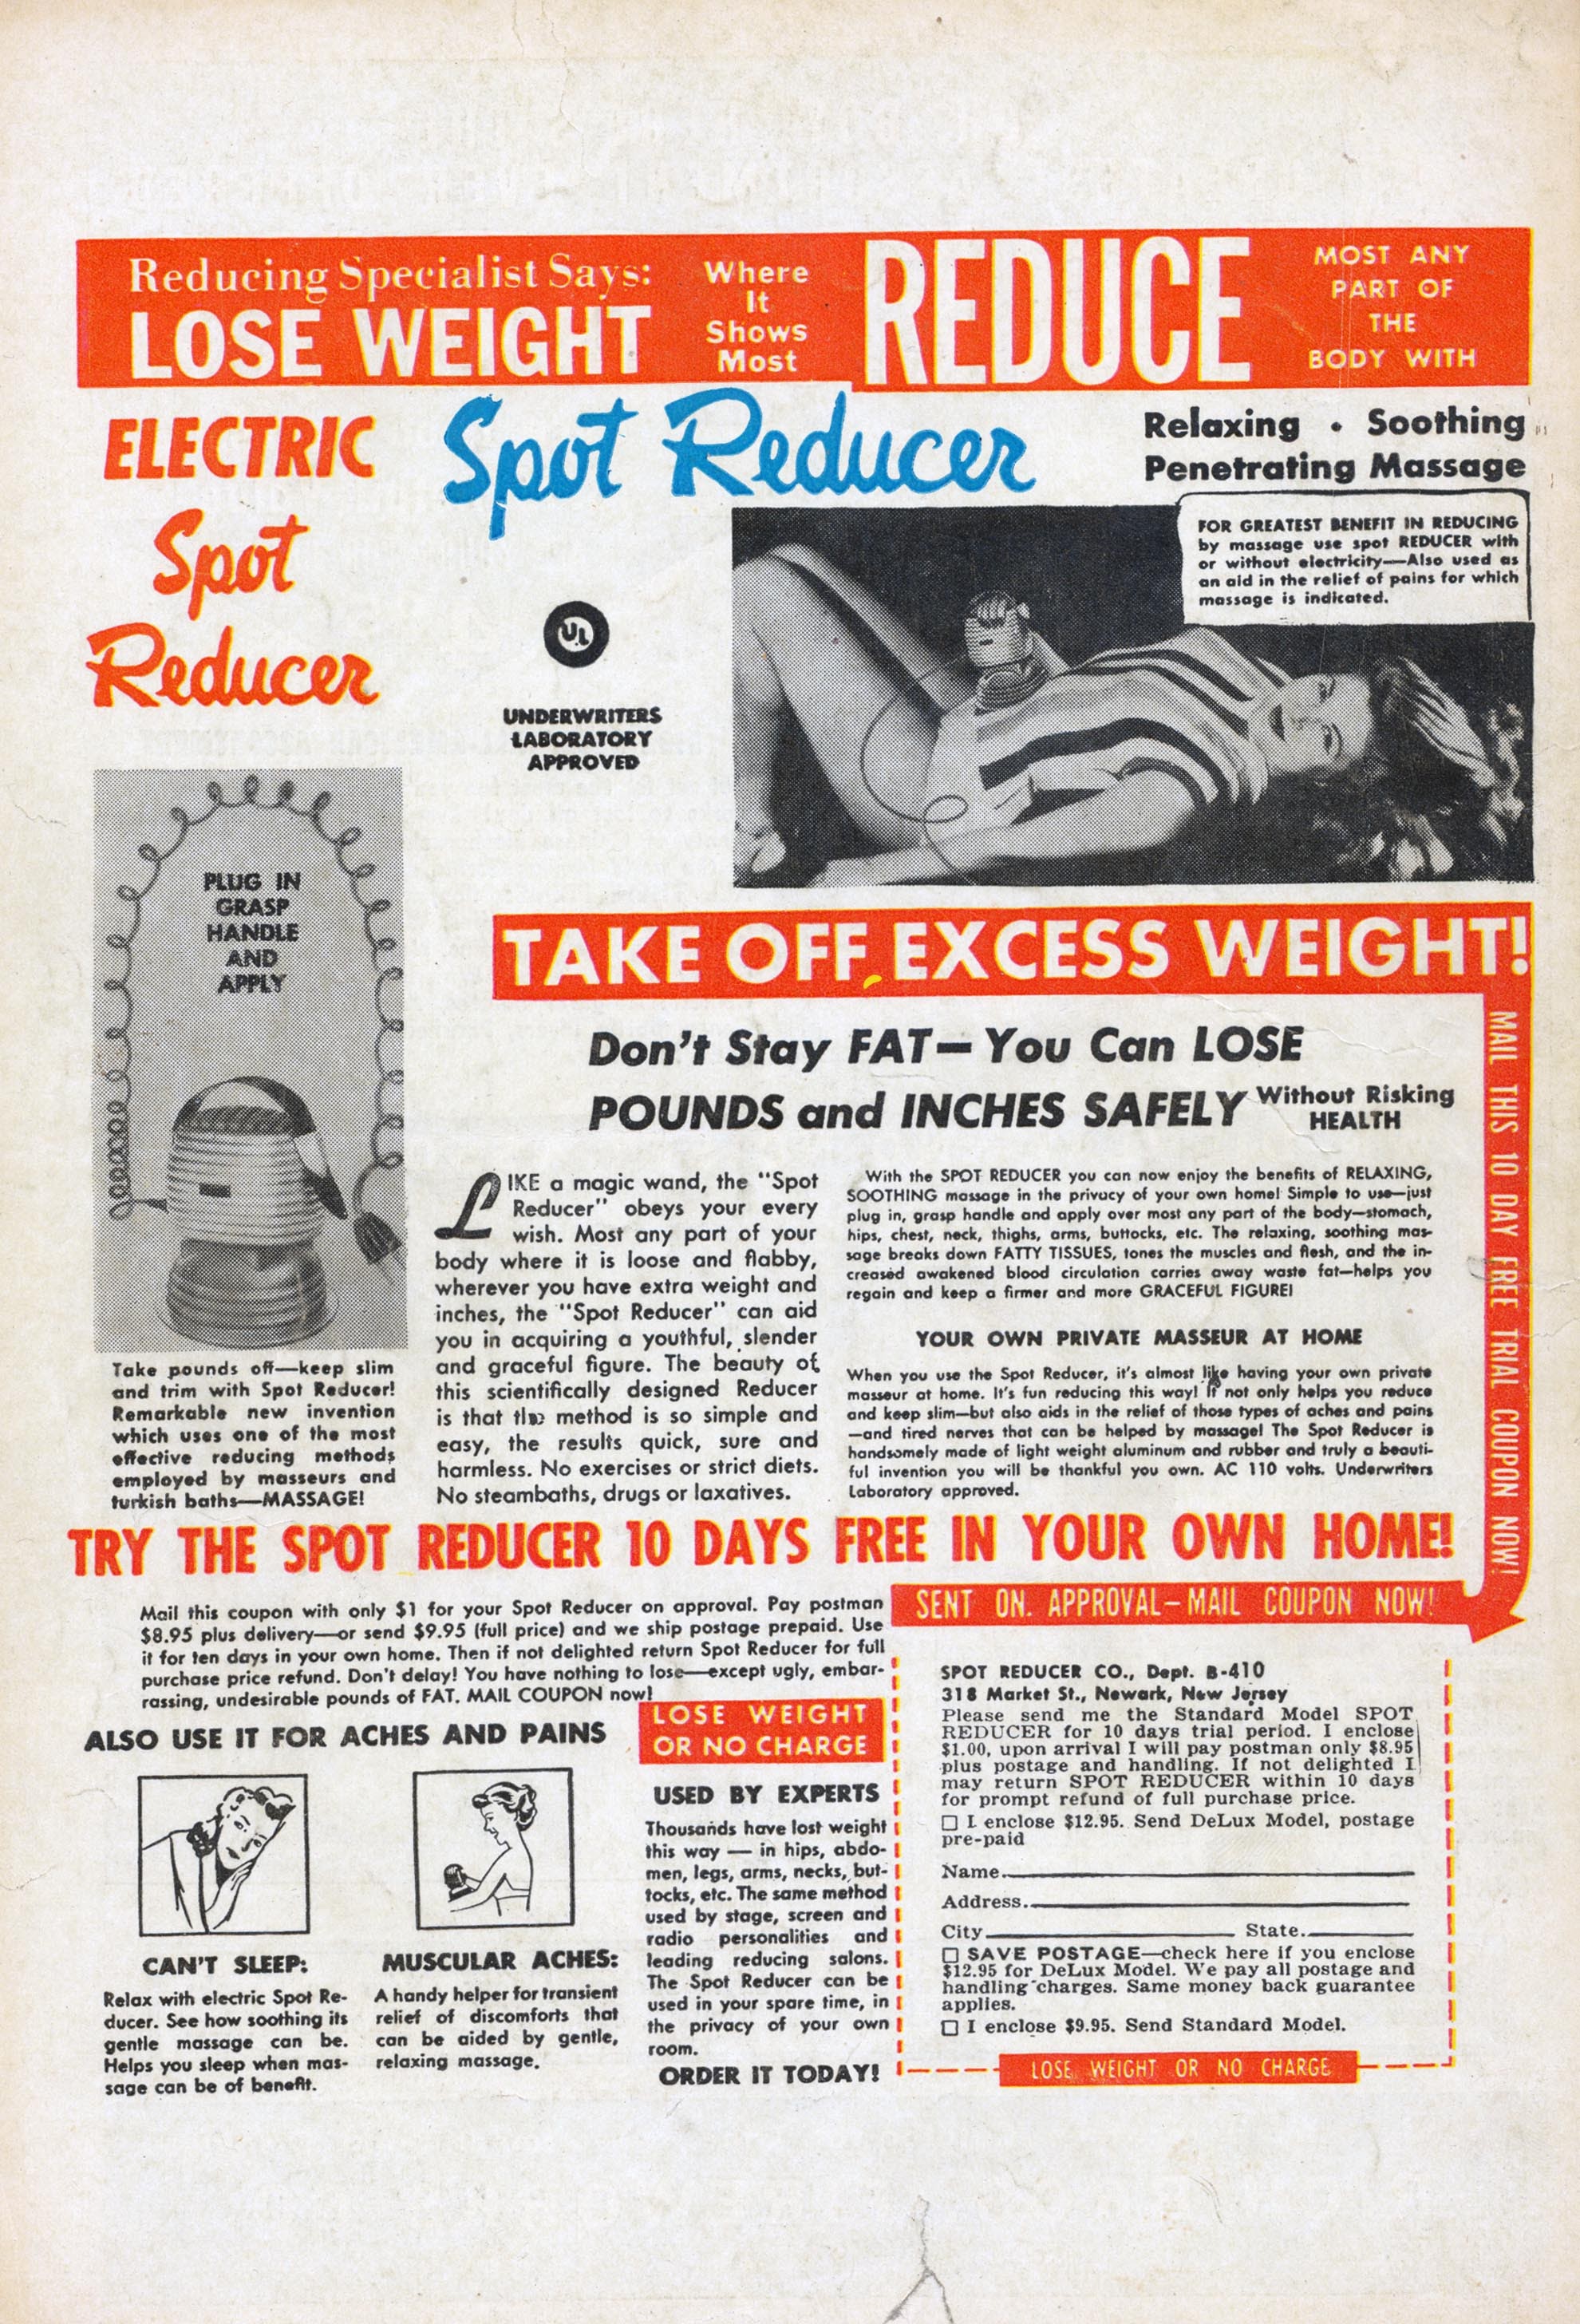 Reducing Specialist Says:
LOSE WEIGHT
Where
It
Shows
Most
REDUCE
MOST ANY
PART OF
THE
BODY WITH
ELECTRIC
Spot
Reducer
Spot Reducer
Relaxing • Soothing
Penetrating Massage
FOR GREATEST BENEFIT IN REDUCING
by massage use spot REDUCER with
or without electricity—Also used as
an aid in the relief of pains for which
massage is indicated.
UL
UNDERWRITERS
LABORATORY
APPROVED
PLUG IN
GRASP
HANDLE
AND
APPLY
Take pounds off—keep slim
and trim with Spot Reducer!
Remarkable new invention
which uses one of the most
effective reducing methods
employed by masseurs and
turkish baths—MASSAGE!
TAKE OFF EXCESS WEIGHT!
Don't Stay FAT—You Can LOSE
POUNDS and INCHES SAFELY Without Risking
HEALTH
LIKE a magic wand, the "Spot
Reducer" obeys your every
wish. Most any part of your
body where it is loose and flabby,
wherever you have extra weight and
inches, the "Spot Reducer" can aid
you in acquiring a youthful, slender
and graceful figure. The beauty of
this scientifically designed Reducer
is that the method is so simple and
easy, the results quick, sure and
harmless. No exercises or strict diets.
No steambaths, drugs or laxatives.
With the SPOT REDUCER you can now enjoy the benefits of RELAXING,
SOOTHING massage in the privacy of your own home! Simple to use—just
plug in, grasp handle and apply over most any part of the body—stomach,
hips, chest, neck, thighs, arms, buttocks, etc. The relaxing, soothing mas-
sage breaks down FATTY TISSUES, tones the muscles and flesh, and the in-
creased awakened blood circulation carries away waste fat—helps you
regain and keep a firmer and more GRACEFUL FIGURE!
YOUR OWN PRIVATE MASSEUR AT HOME
When you use the Spot Reducer, it's almost like having your own private
masseur at home. It's fun reducing this way! It not only helps you reduce
and keep slim—but also aids in the relief of those types of aches and pains
—and tired nerves that can be helped by massage! The Spot Reducer is
handsomely made of light weight aluminum and rubber and truly a beauti-
ful invention you will be thankful you own. AC 110 volts. Underwriters
Laboratory approved.
MAIL THIS 10 DAY FREE TRIAL COUPON NOW!
TRY THE SPOT REDUCER 10 DAYS FREE IN YOUR OWN HOME!
Mail this coupon with only $1 for your Spot Reducer on approval. Pay postman
$8.95 plus delivery—or send $9.95 (full price) and we ship postage prepaid. Use
it for ten days in your own home. Then if not delighted return Spot Reducer for full
purchase price refund. Don't delay! You have nothing to lose—except ugly, embar-
rassing, undesirable pounds of FAT. MAIL COUPON now!
ALSO USE IT FOR ACHES AND PAINS
CAN'T SLEEP:
Relax with electric Spot Re-
ducer. See how soothing its
gentle massage can be.
Helps you sleep when mas-
sage can be of benefit.
MUSCULAR ACHES:
A handy helper for transient
relief of discomforts that
can be aided by gentle,
relaxing massage.
LOSE WEIGHT
OR NO CHARGE
USED BY EXPERTS
Thousands have lost weight
this way — in hips, abdo-
men, legs, arms, necks, but-
tocks, etc. The same method
used by stage, screen and
radio personalities and
leading reducing salons.
The Spot Reducer can be
used in your spare time, in
the privacy of your own
room.
ORDER IT TODAY!
SENT ON. APPROVAL—MAIL COUPON NOW!
SPOT REDUCER CO., Dept. B-410
318 Market St., Newark, New Jersey
Please send me the Standard Model SPOT
REDUCER for 10 days trial period. I enclose
$1.00, upon arrival I will pay postman only $8.95
plus postage and handling. If not delighted I
may return SPOT REDUCER within 10 days
for prompt refund of full purchase price.
☐ I enclose $12.95. Send DeLux Model, postage
pre-paid
Name.
Address.
City State.
☐ SAVE POSTAGE—check here if you enclose
$12.95 for DeLux Model. We pay all postage and
handling charges. Same money back guarantee
applies.
☐ I enclose $9.95. Send Standard Model.
LOSE WEIGHT OR NO CHARGE